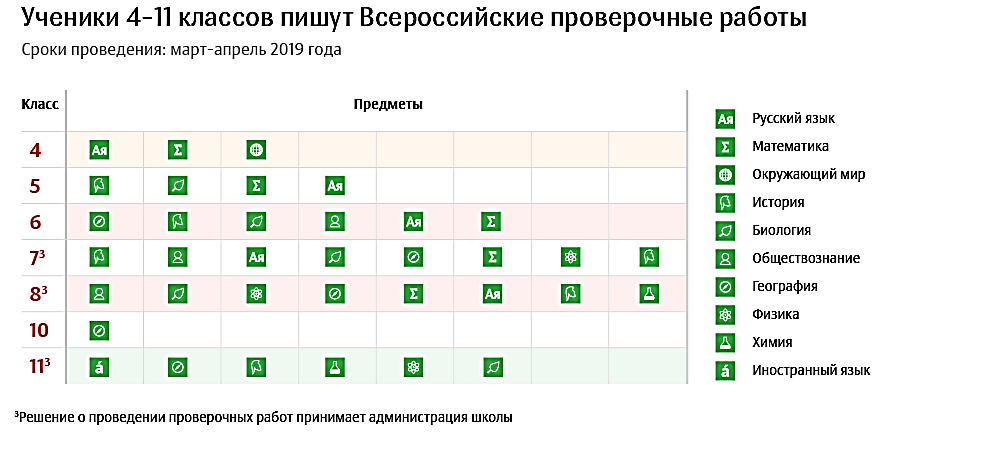 Ученики 4–11 классов пишут Всероссийские проверочные работы
Сроки проведения: март-апрель 2019 года
Класс Предметы
4 Ая Σ
5 Σ Ая
6 Ая Σ
7³ Ая Σ
8³ Σ Ая
10
11³ á
Ая Русский язык
Σ Математика
Окружающий мир
История
Биология
Обществознание
География
Физика
Химия
á Иностранный язык
³Решение о проведении проверочных работ принимает администрация школы